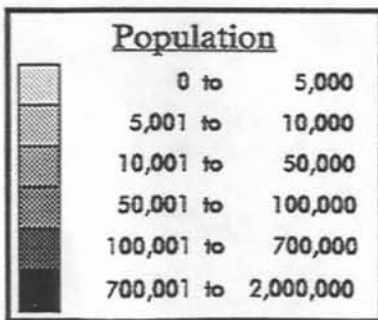 Population
0 to 5,000
5,001 to 10,000
10,001 to 50,000
50,001 to 100,000
100,001 to 700,000
700,001 to 2,000,000